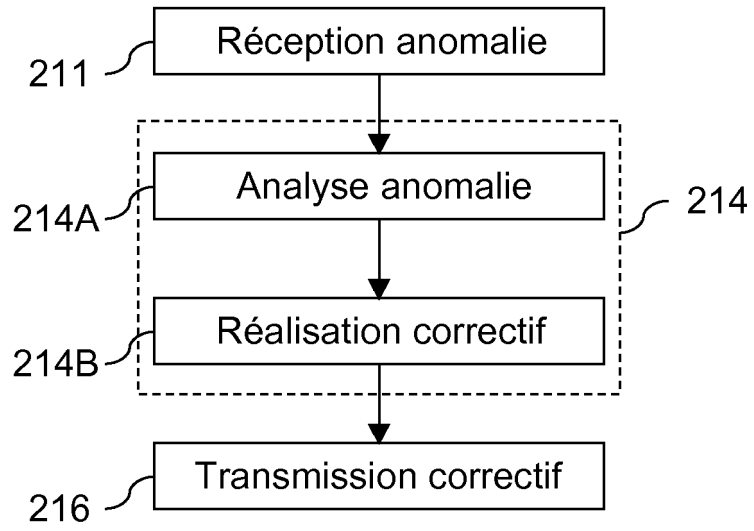 Réception anomalie
211
Analyse anomalie
214A
214
Réalisation correctif
214B
Transmission correctif
216